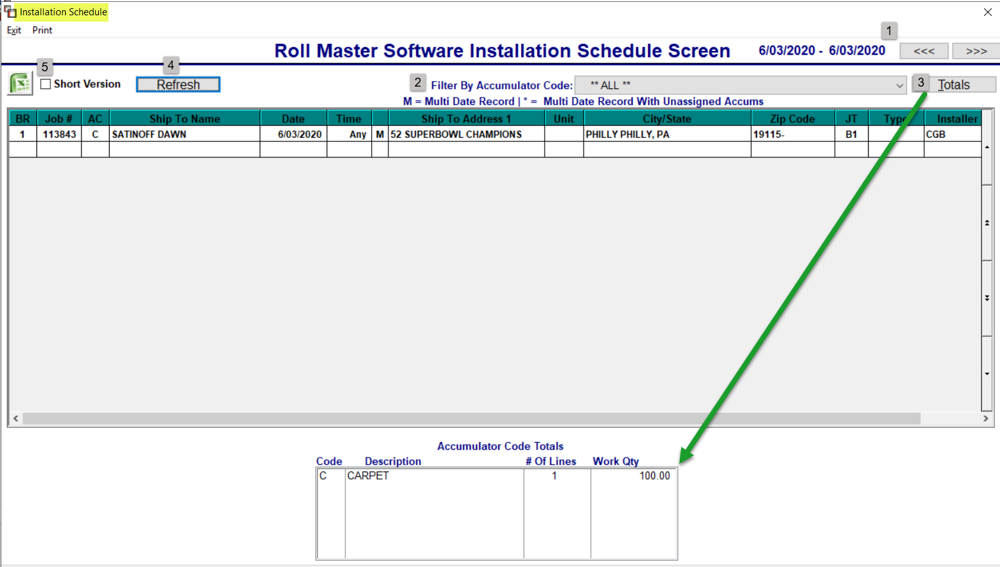 Installation Schedule
Exit Print
1
Roll Master Software Installation Schedule Screen 6/03/2020 - 6/03/2020 <<< >>>
5 4
Short Version Refresh 2 Filter By Accumulator Code: ** ALL ** 3 Totals
M = Multi Date Record | * = Multi Date Record With Unassigned Accums
BR Job # AC Ship To Name Date Time Ship To Address 1 Unit City/State Zip Code JT Type Installer
1 113843 C SATINOFF DAWN 6/03/2020 Any M 52 SUPERBOWL CHAMPIONS PHILLY PHILLY, PA 19115- B1 CGB
Accumulator Code Totals
Code Description # Of Lines Work Qty
C CARPET 1 100.00